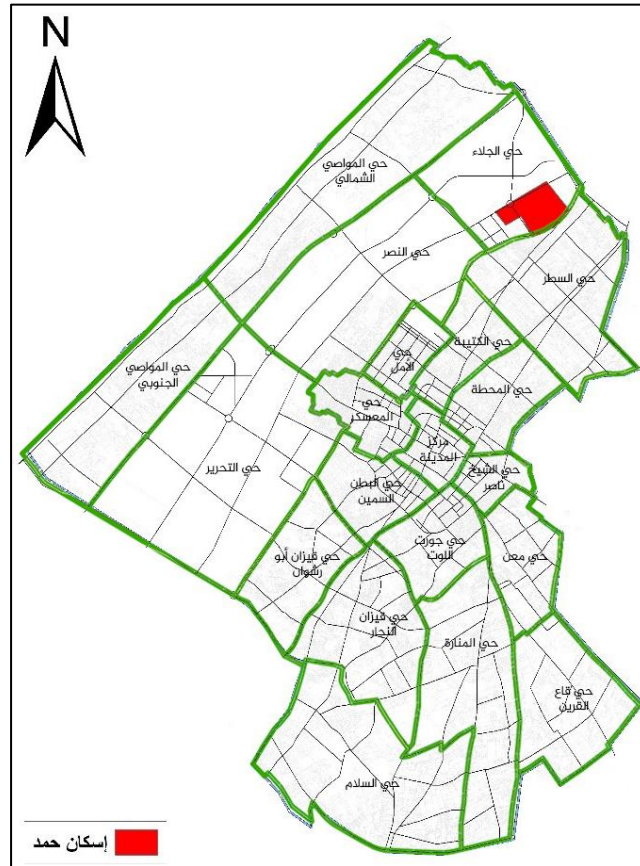 N
حي الجلاء
حي المواصي
الشمالي
حي النصر
حي السطر
حي الكتيبة
حي الأمل
حي المواصي
الجنوبي
حي المحطة
حي
المعسكر
مركز
المدينة
حي الشيخ
ناصر
حي التحرير
حي البطن
السمين
حي جورت
اللوت
حي معن
حي قيزان أبو
رشوان
حي قيزان
النجار
حي المنارة
حي قاع
القرين
حي السلام
إسكان حمد